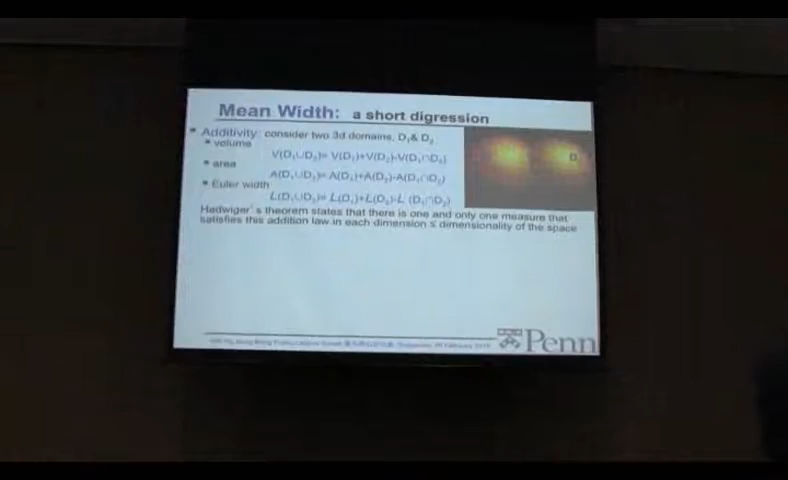 Mean Width: a short digression
Additivity: consider two 3d domains, D₁ & D₂
volume
V(D₁∪D₂)= V(D₁)+V(D₂)-V(D₁∩D₂)
area
A(D₁∪D₂)= A(D₁)+A(D₂)-A(D₁∩D₂)
Euler width
L(D₁∪D₂)= L(D₁)+L(D₂)-L (D₁∩D₂)
Hadwiger's theorem states that there is one and only one measure that
satisfies this addition law in each dimension ≤ dimensionality of the space
D
Penn